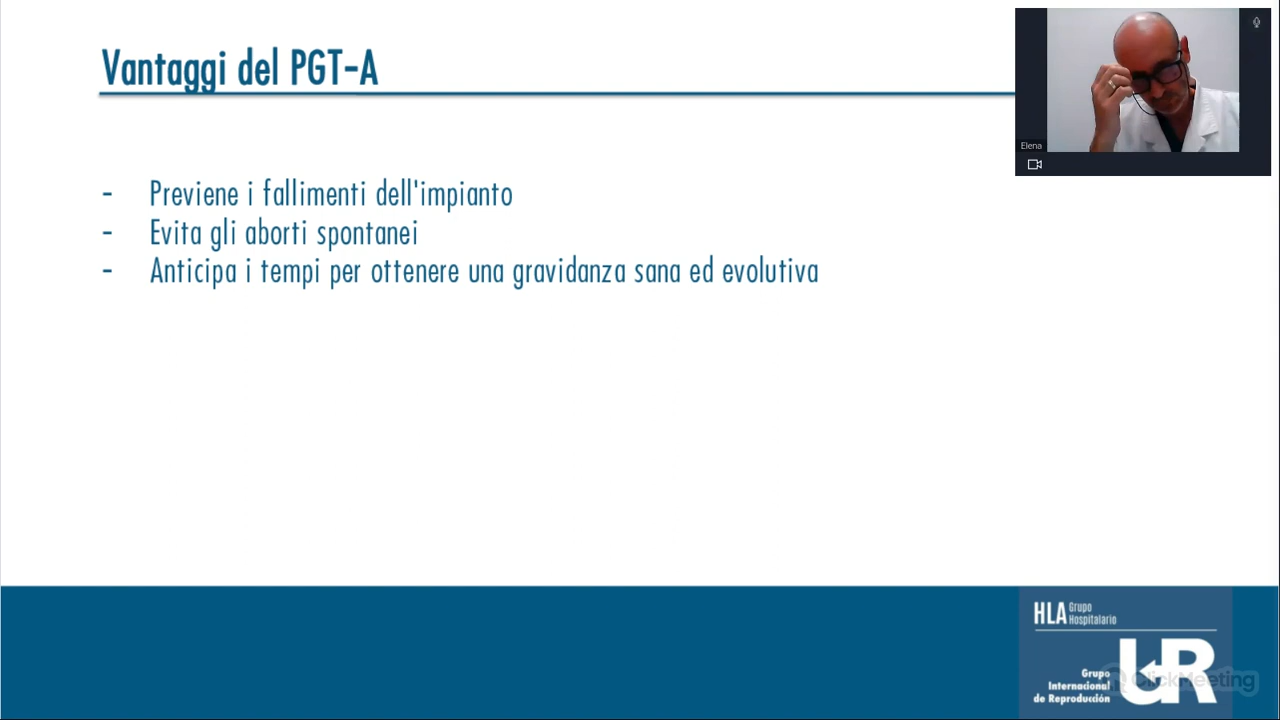 Vantaggi del PGT-A
Elena
- Previene i fallimenti dell'impianto
- Evita gli aborti spontanei
- Anticipa i tempi per ottenere una gravidanza sana ed evolutiva
HLA Grupo
Hospitalario
UR
Grupo
Internacional
de Reproducción
ClickMeeting